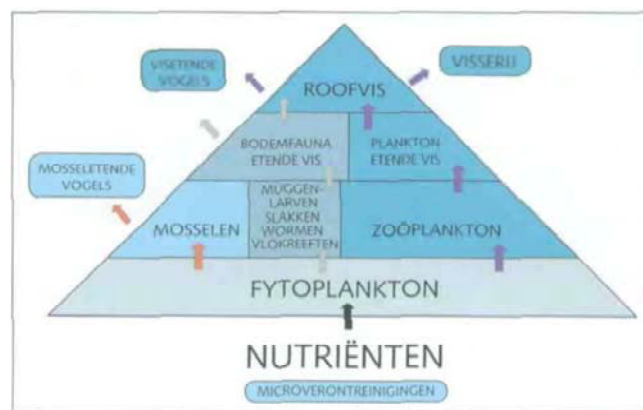 VISETENDE
VOGELS
VISSERIJ
ROOFVIS
BODEMFAUNA
ETENDE VIS
PLANKTON
ETENDE VIS
MOSSELETENDE
VOGELS
MOSSELEN
MUGGEN-
LARVEN
SLAKKEN
WORMEN
VLOKREEFTEN
ZOÖPLANKTON
FYTOPLANKTON
NUTRIËNTEN
MICROVERONTREINIGINGEN